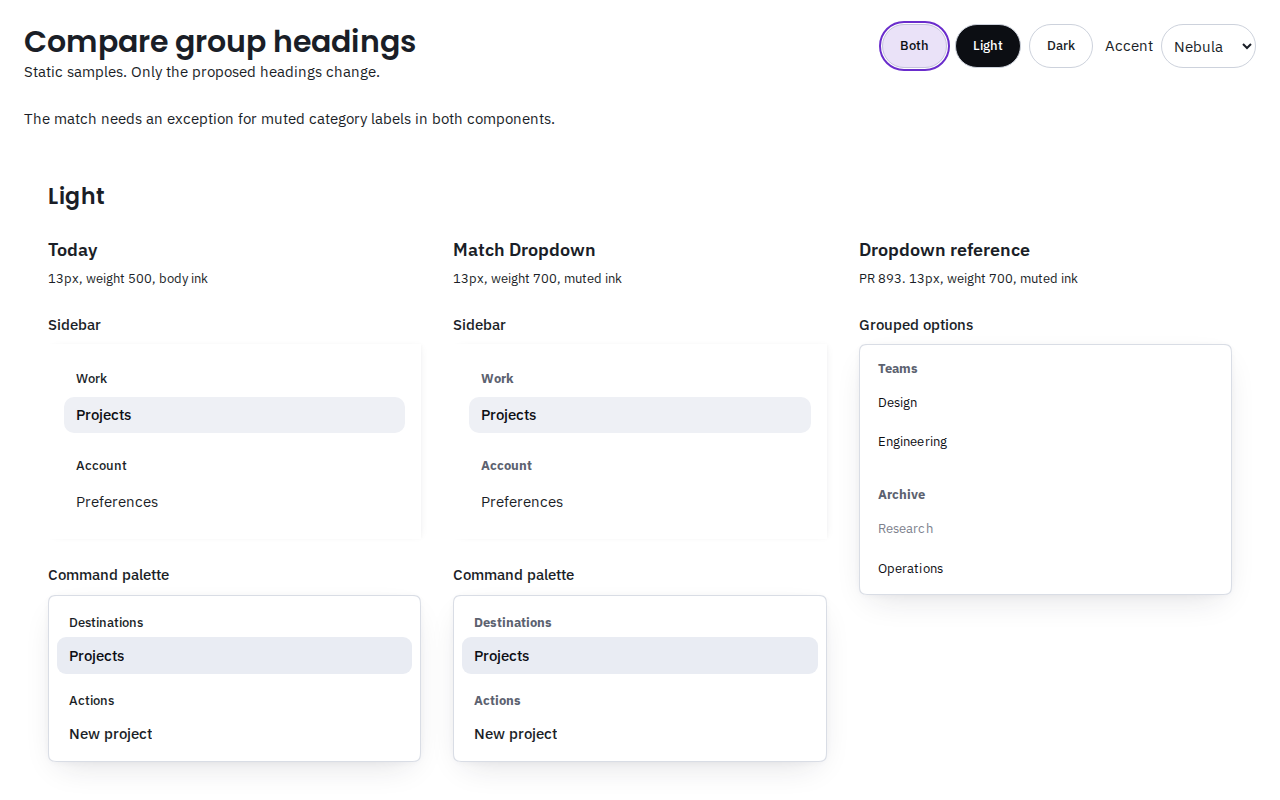 Compare group headings
Static samples. Only the proposed headings change.
Both
Light
Dark
Accent
Nebula
The match needs an exception for muted category labels in both components.
Light
Today
13px, weight 500, body ink
Sidebar
Work
Projects
Account
Preferences
Command palette
Destinations
Projects
Actions
New project
Match Dropdown
13px, weight 700, muted ink
Sidebar
Work
Projects
Account
Preferences
Command palette
Destinations
Projects
Actions
New project
Dropdown reference
PR 893. 13px, weight 700, muted ink
Grouped options
Teams
Design
Engineering
Archive
Research
Operations